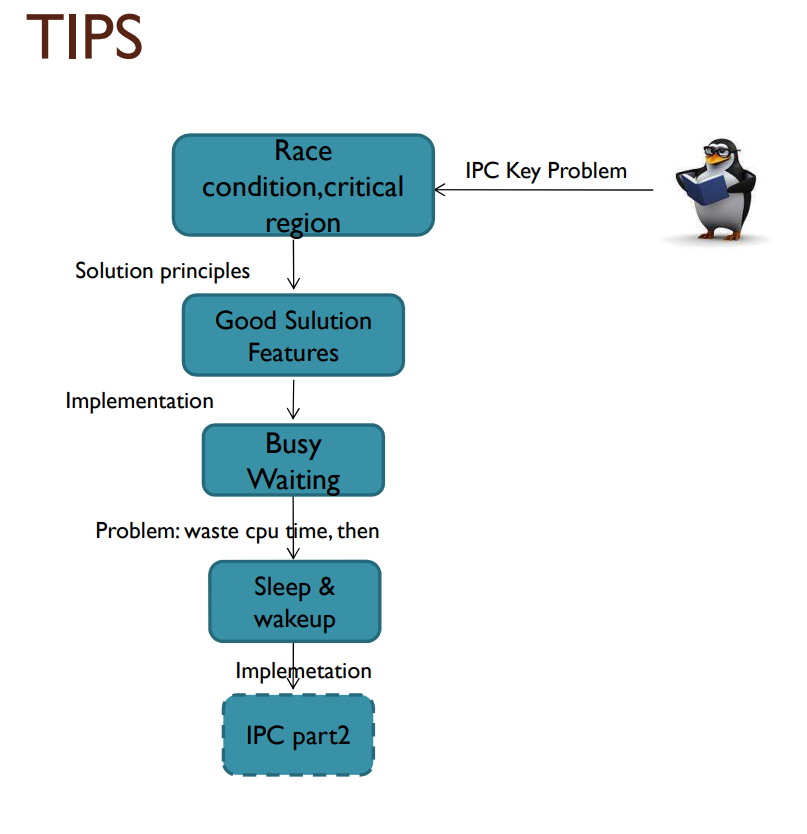 TIPS
Race
condition,critical
region
IPC Key Problem
Solution principles
Good Sulution
Features
Implementation
Busy
Waiting
Problem: waste cpu time, then
Sleep &
wakeup
Implemetation
IPC part2